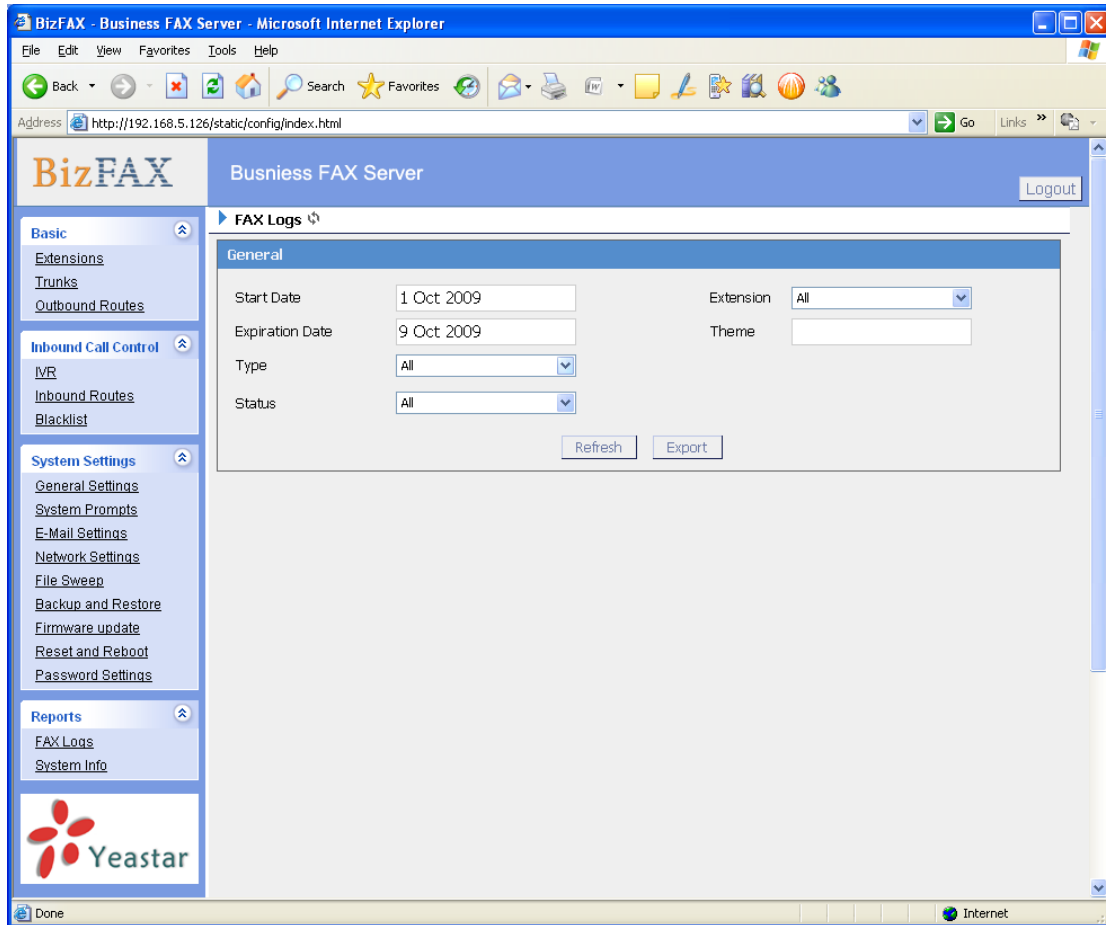 BizFAX - Business FAX Server - Microsoft Internet Explorer
File Edit View Favorites Tools Help
Back Search Favorites
Address http://192.168.5.126/static/config/index.html Go Links »
BizFAX
Busniess FAX Server
Logout
Basic
Extensions
Trunks
Outbound Routes
Inbound Call Control
IVR
Inbound Routes
Blacklist
System Settings
General Settings
System Prompts
E-Mail Settings
Network Settings
File Sweep
Backup and Restore
Firmware update
Reset and Reboot
Password Settings
Reports
FAX Logs
System Info
Yeastar
FAX Logs
General
Start Date 1 Oct 2009 Extension All
Expiration Date 9 Oct 2009 Theme
Type All
Status All
Refresh Export
Done Internet